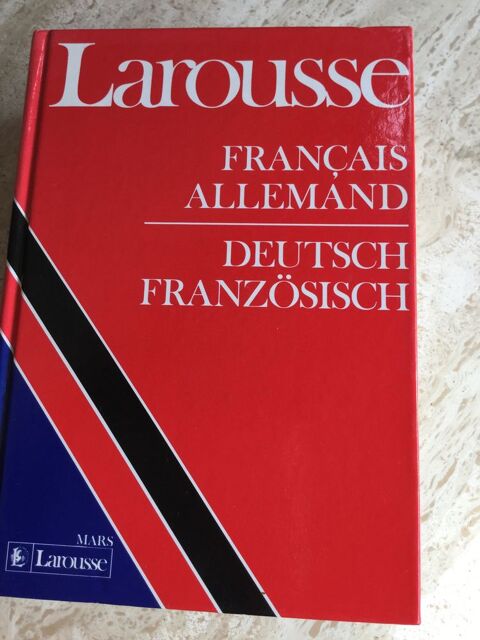 Larousse
FRANÇAIS
ALLEMAND
DEUTSCH
FRANZÖSISCH
MARS
Larousse